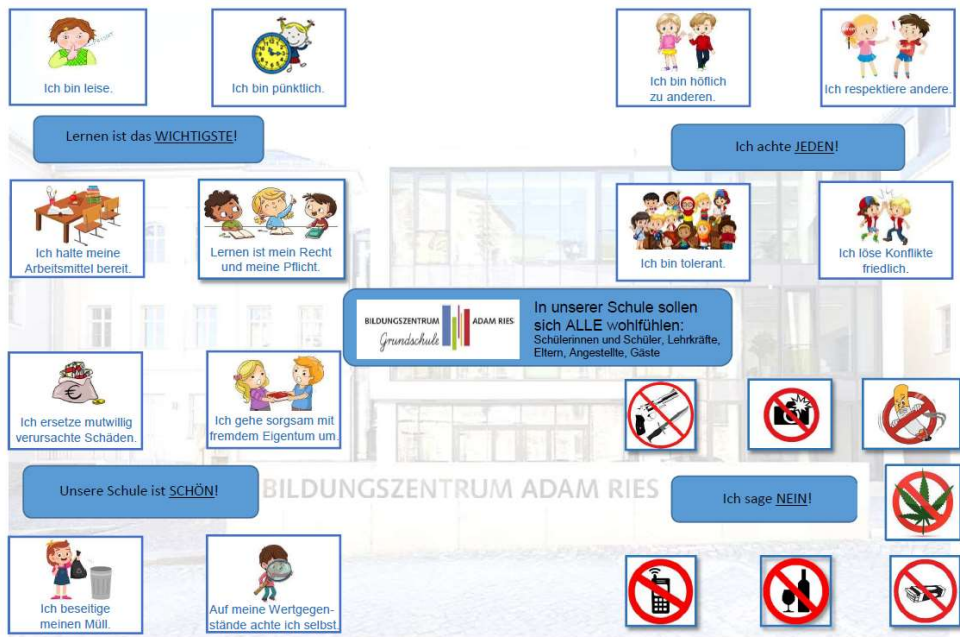 Ich bin leise.
Ich bin pünktlich.
Lernen ist das WICHTIGSTE!
Ich halte meine
Arbeitsmittel bereit.
Lernen ist mein Recht
und meine Pflicht.
Ich bin höflich
zu anderen.
Ich respektiere andere.
Ich achte JEDEN!
Ich bin tolerant.
Ich löse Konflikte
friedlich.
BILDUNGSZENTRUM ADAM RIES
Grundschule
In unserer Schule sollen
sich ALLE wohlfühlen:
Schülerinnen und Schüler, Lehrkräfte,
Eltern, Angestellte, Gäste
Ich ersetze mutwillig
verursachte Schäden.
Ich gehe sorgsam mit
fremdem Eigentum um.
Unsere Schule ist SCHÖN!
Ich beseitige
meinen Müll.
Auf meine Wertgegen-
stände achte ich selbst.
BILDUNGSZENTRUM ADAM RIES
Ich sage NEIN!